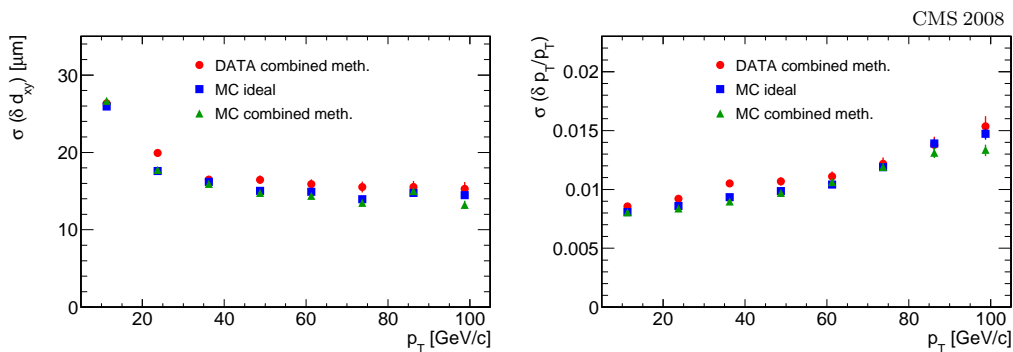 CMS 2008
σ (δ d_xy) [μm]
30
20
10
0
DATA combined meth.
MC ideal
MC combined meth.
0 20 40 60 80 100
p_T [GeV/c]
σ (δ p_T/p_T)
0.02
0.015
0.01
0.005
0
DATA combined meth.
MC ideal
MC combined meth.
0 20 40 60 80 100
p_T [GeV/c]